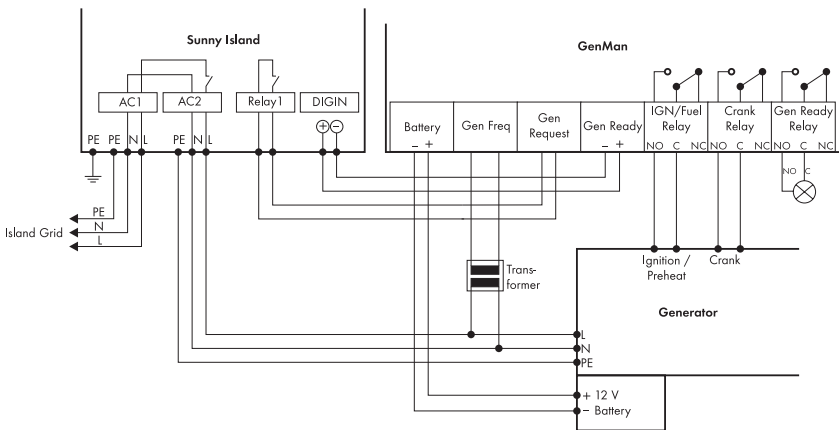 Sunny Island
GenMan
AC1 AC2 Relay1 DIGIN
Battery Gen Freq Gen Request Gen Ready IGN/Fuel Relay Crank Relay Gen Ready Relay
PE PE N L PE N L + −
− + − + NO C NC NO C NC NO C NC
NO C
Island Grid
PE
N
L
Trans-
former
Ignition / Preheat Crank
Generator
L
N
PE
+ 12 V
− Battery